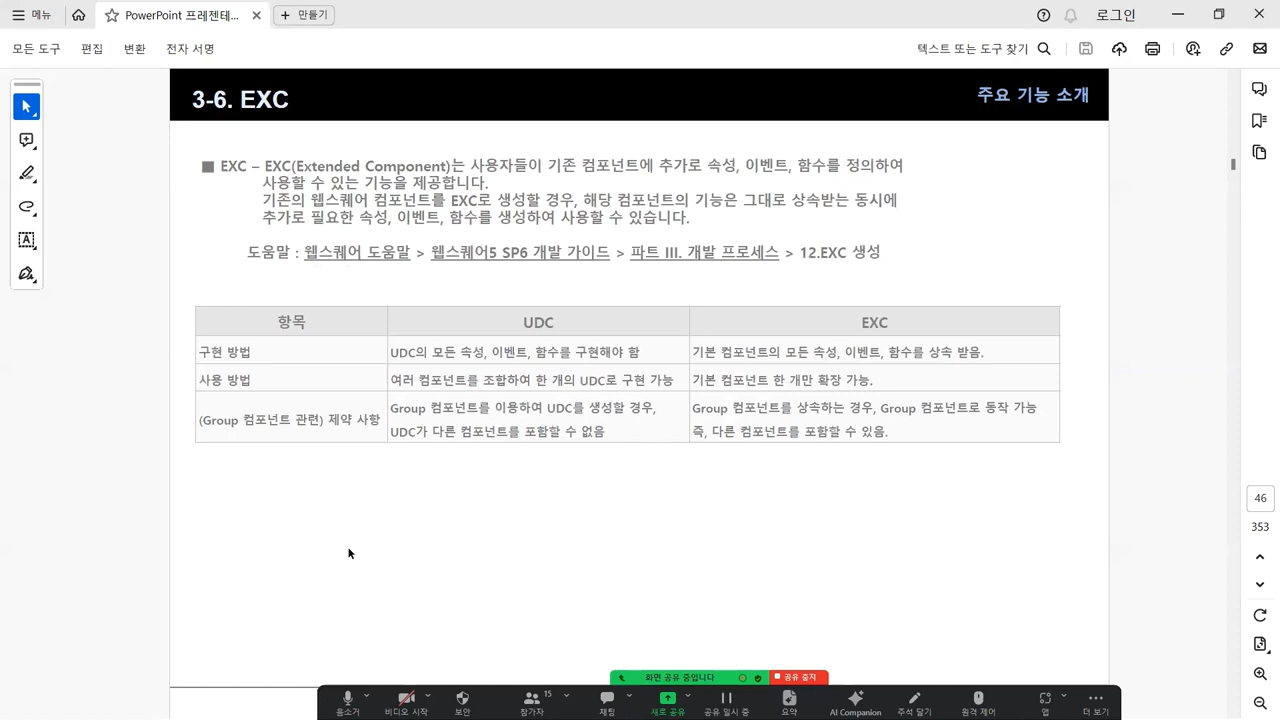 메뉴
PowerPoint 프레젠테...
만들기
로그인
모든 도구 편집 변환 전자 서명
텍스트 또는 도구 찾기
3-6. EXC
주요 기능 소개
■ EXC – EXC(Extended Component)는 사용자들이 기존 컴포넌트에 추가로 속성, 이벤트, 함수를 정의하여
사용할 수 있는 기능을 제공합니다.
기존의 웹스퀘어 컴포넌트를 EXC로 생성할 경우, 해당 컴포넌트의 기능은 그대로 상속받는 동시에
추가로 필요한 속성, 이벤트, 함수를 생성하여 사용할 수 있습니다.
도움말 : 웹스퀘어 도움말 > 웹스퀘어5 SP6 개발 가이드 > 파트 III. 개발 프로세스 > 12.EXC 생성
항목 UDC EXC
구현 방법 UDC의 모든 속성, 이벤트, 함수를 구현해야 함 기본 컴포넌트의 모든 속성, 이벤트, 함수를 상속 받음.
사용 방법 여러 컴포넌트를 조합하여 한 개의 UDC로 구현 가능 기본 컴포넌트 한 개만 확장 가능.
(Group 컴포넌트 관련) 제약 사항
Group 컴포넌트를 이용하여 UDC를 생성할 경우,
UDC가 다른 컴포넌트를 포함할 수 없음
Group 컴포넌트를 상속하는 경우, Group 컴포넌트로 동작 가능
즉, 다른 컴포넌트를 포함할 수 있음.
46
353
화면 공유 중입니다
공유 중지
15
음소거 비디오 시작 보안 참가자 채팅 새로 공유 공유 일시 중 요약 AI Companion 주석 달기 원격 제어 앱 더 보기